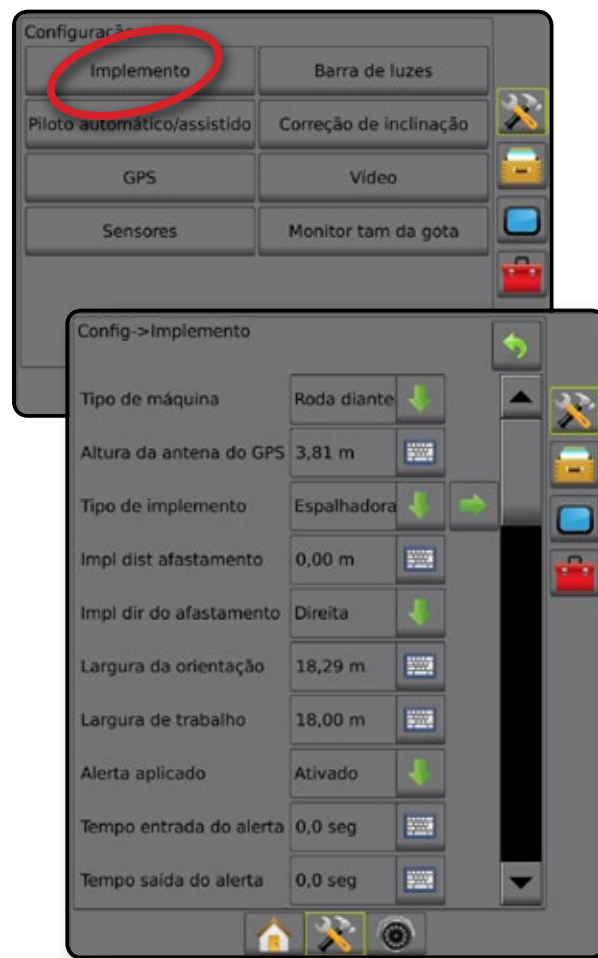 Configuração
Implemento
Barra de luzes
Piloto automático/assistido
Correção de inclinação
GPS
Vídeo
Sensores
Monitor tam da gota
Config->Implemento
Tipo de máquina Roda diante
Altura da antena do GPS 3,81 m
Tipo de implemento Espalhadora
Impl dist afastamento 0,00 m
Impl dir do afastamento Direita
Largura da orientação 18,29 m
Largura de trabalho 18,00 m
Alerta aplicado Ativado
Tempo entrada do alerta 0,0 seg
Tempo saída do alerta 0,0 seg